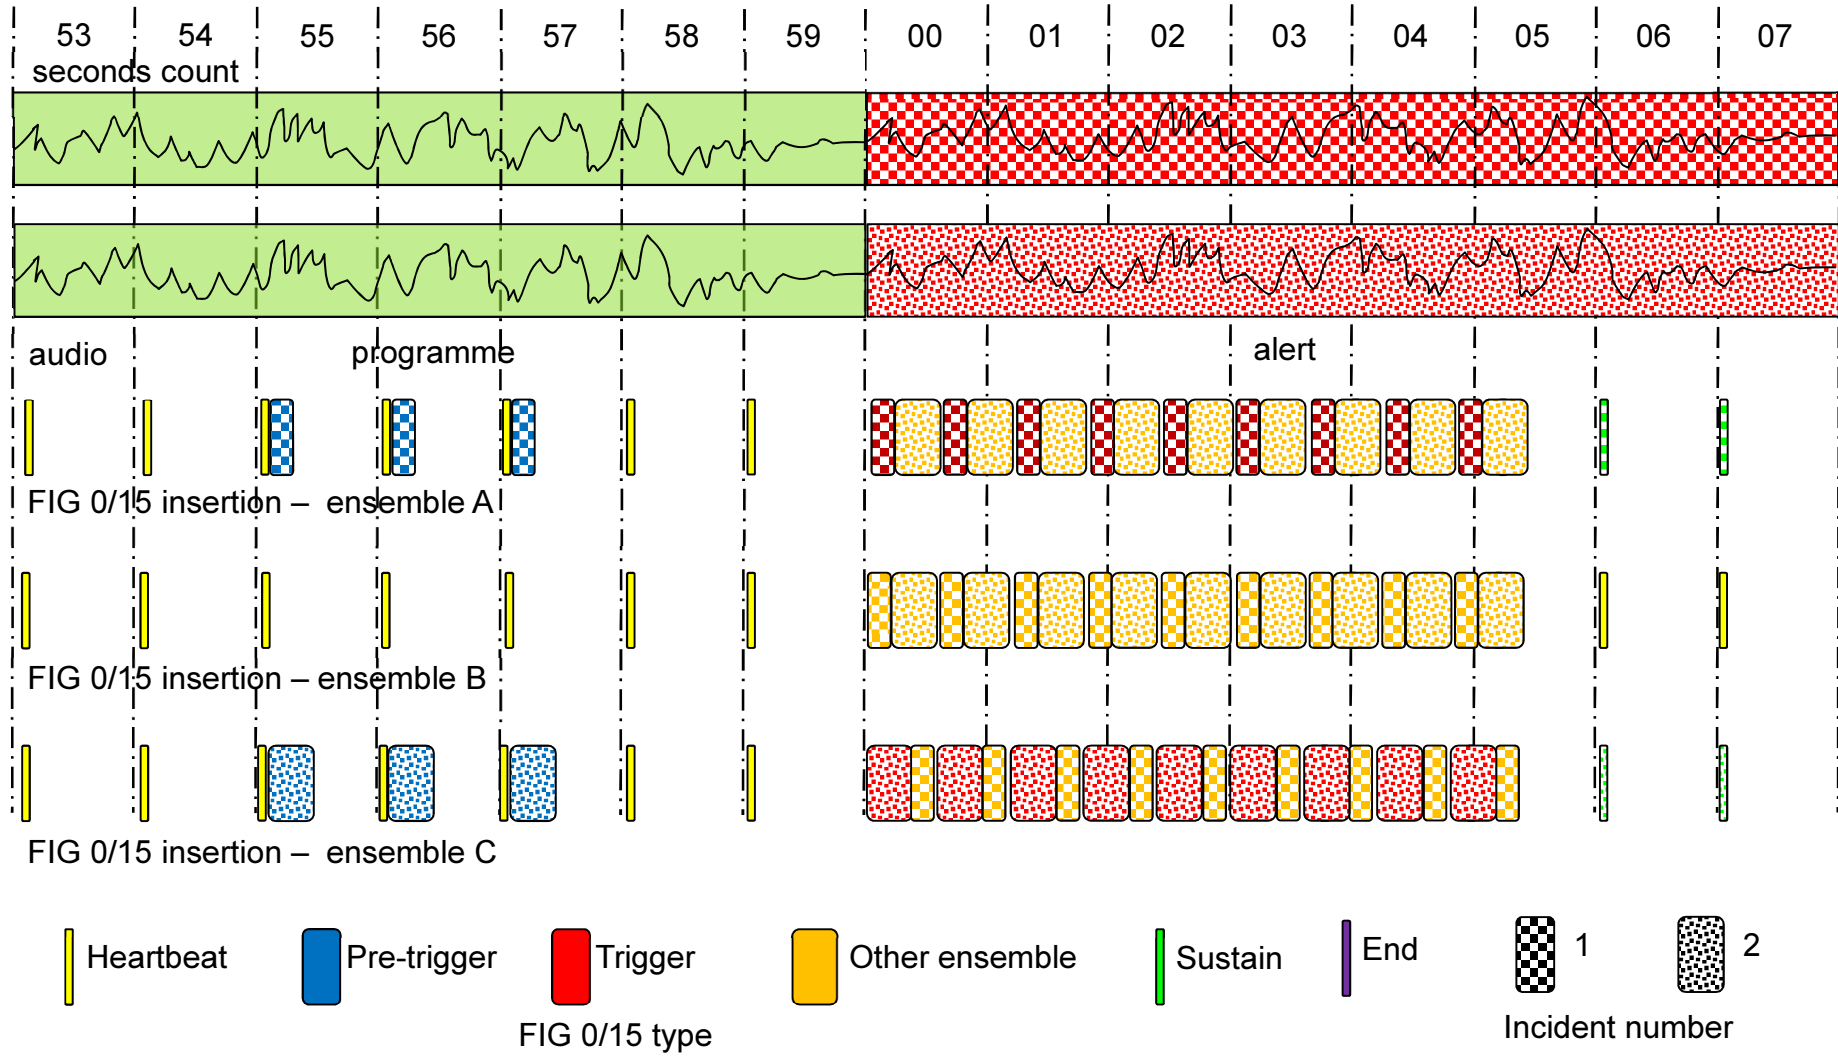 53 54 55 56 57 58 59 00 01 02 03 04 05 06 07
seconds count
audio programme alert
FIG 0/15 insertion – ensemble A
FIG 0/15 insertion – ensemble B
FIG 0/15 insertion – ensemble C
Heartbeat Pre-trigger Trigger Other ensemble Sustain End 1 2
FIG 0/15 type Incident number